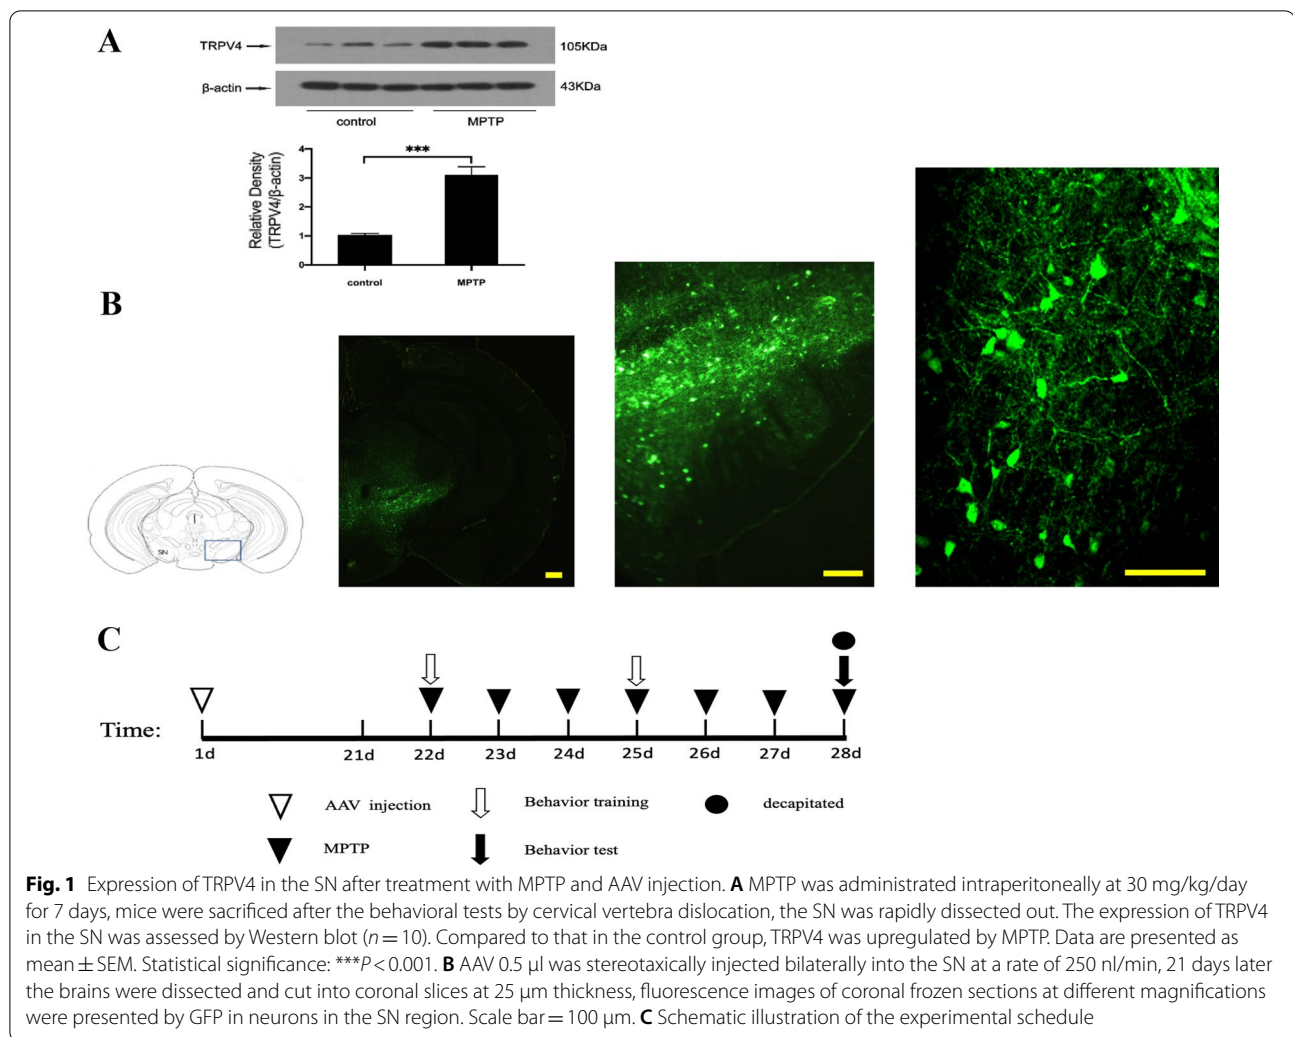 A
TRPV4
105KDa
β-actin
43KDa
control
MPTP
Relative Density
(TRPV4/β-actin)
4
3
2
1
0
***
control
MPTP
B
SN
C
Time:
1d
21d
22d
23d
24d
25d
26d
27d
28d
AAV injection
Behavior training
decapitated
MPTP
Behavior test
Fig. 1 Expression of TRPV4 in the SN after treatment with MPTP and AAV injection. A MPTP was administrated intraperitoneally at 30 mg/kg/day
for 7 days, mice were sacrificed after the behavioral tests by cervical vertebra dislocation, the SN was rapidly dissected out. The expression of TRPV4
in the SN was assessed by Western blot (n = 10). Compared to that in the control group, TRPV4 was upregulated by MPTP. Data are presented as
mean ± SEM. Statistical significance: ***P < 0.001. B AAV 0.5 μl was stereotaxically injected bilaterally into the SN at a rate of 250 nl/min, 21 days later
the brains were dissected and cut into coronal slices at 25 μm thickness, fluorescence images of coronal frozen sections at different magnifications
were presented by GFP in neurons in the SN region. Scale bar = 100 μm. C Schematic illustration of the experimental schedule